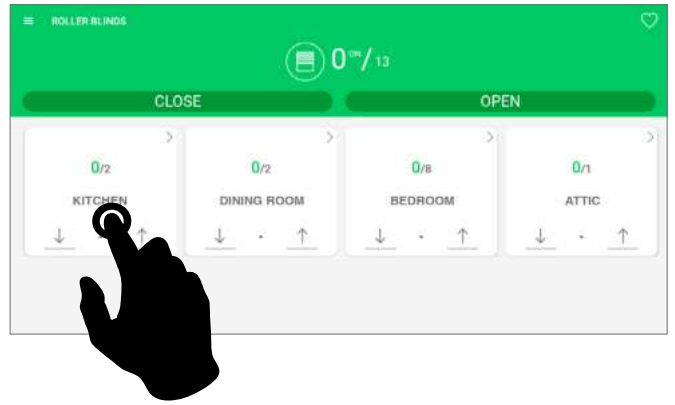 ROLLER BLINDS
0 ON/ 13
CLOSE OPEN
0/2 0/2 0/8 0/1
KITCHEN DINING ROOM BEDROOM ATTIC